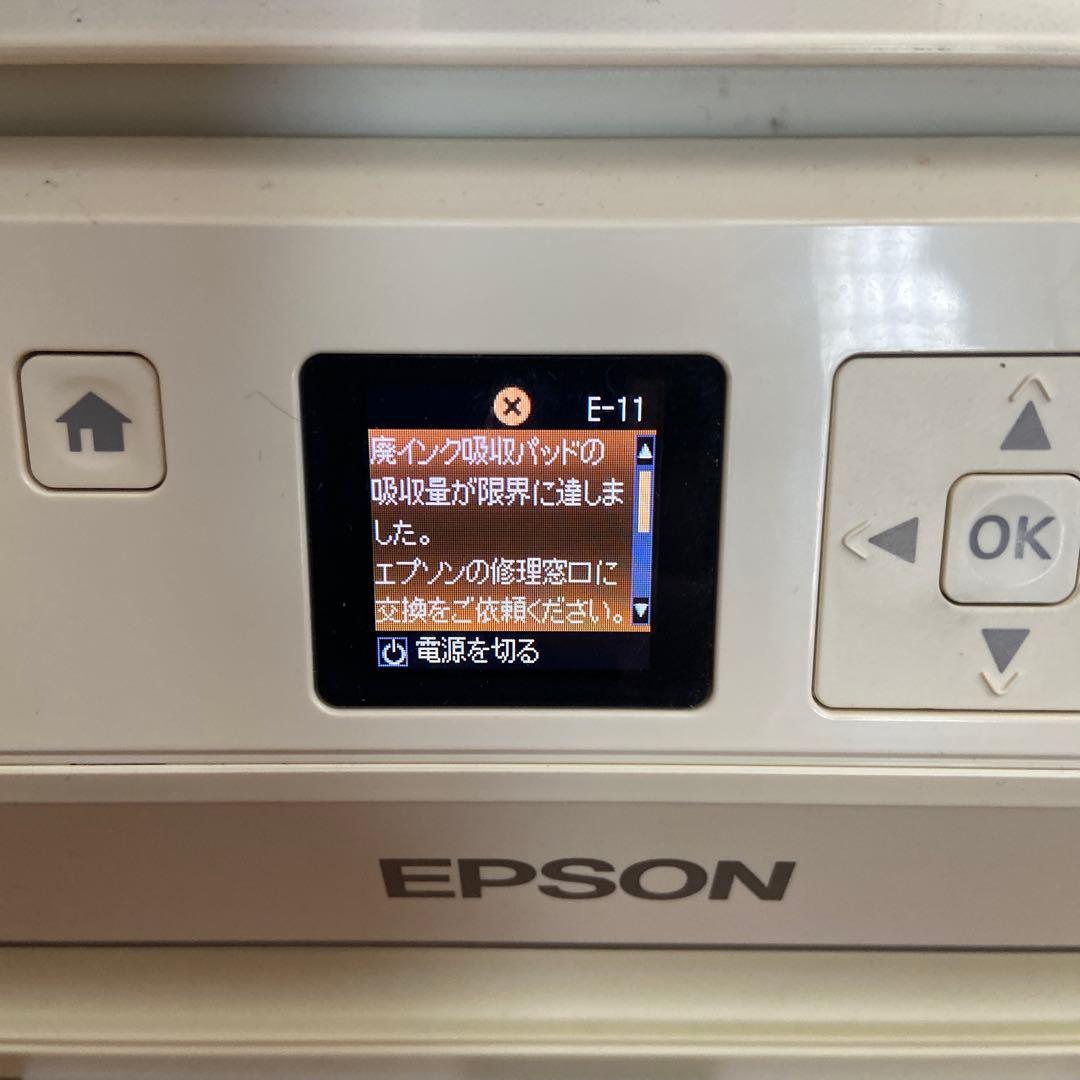 E-11
廃インク吸収パッドの
吸収量が限界に達しま
した。
エプソンの修理窓口に
交換をご依頼ください。
電源を切る
OK
EPSON